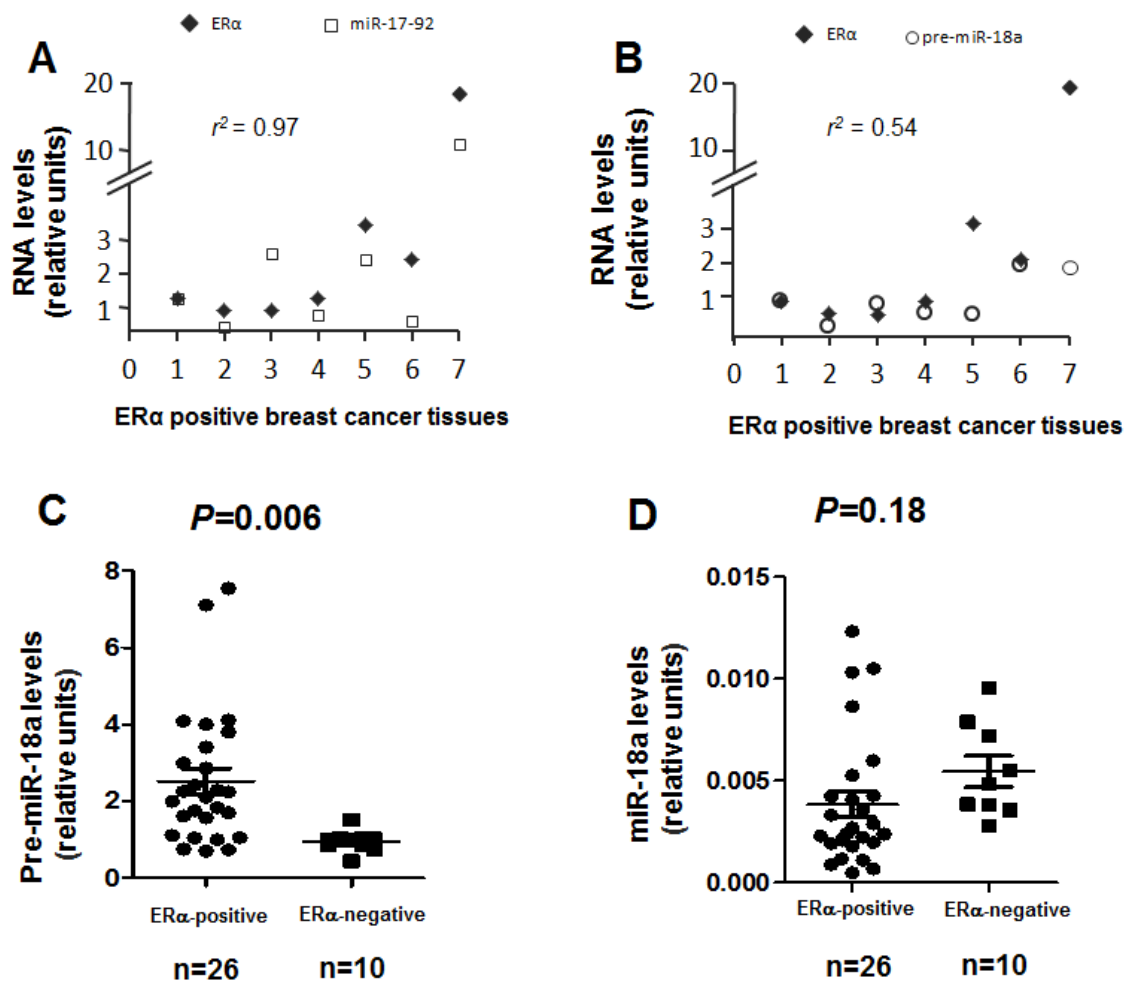 ERα miR-17-92
A
20
10
3
2
1
r² = 0.97
RNA levels
(relative units)
0 1 2 3 4 5 6 7
ERα positive breast cancer tissues
ERα pre-miR-18a
B
20
10
3
2
1
r² = 0.54
RNA levels
(relative units)
0 1 2 3 4 5 6 7
ERα positive breast cancer tissues
C
P=0.006
8
6
4
2
0
Pre-miR-18a levels
(relative units)
ERα-positive ERα-negative
n=26 n=10
D
P=0.18
0.015
0.010
0.005
0.000
miR-18a levels
(relative units)
ERα-positive ERα-negative
n=26 n=10